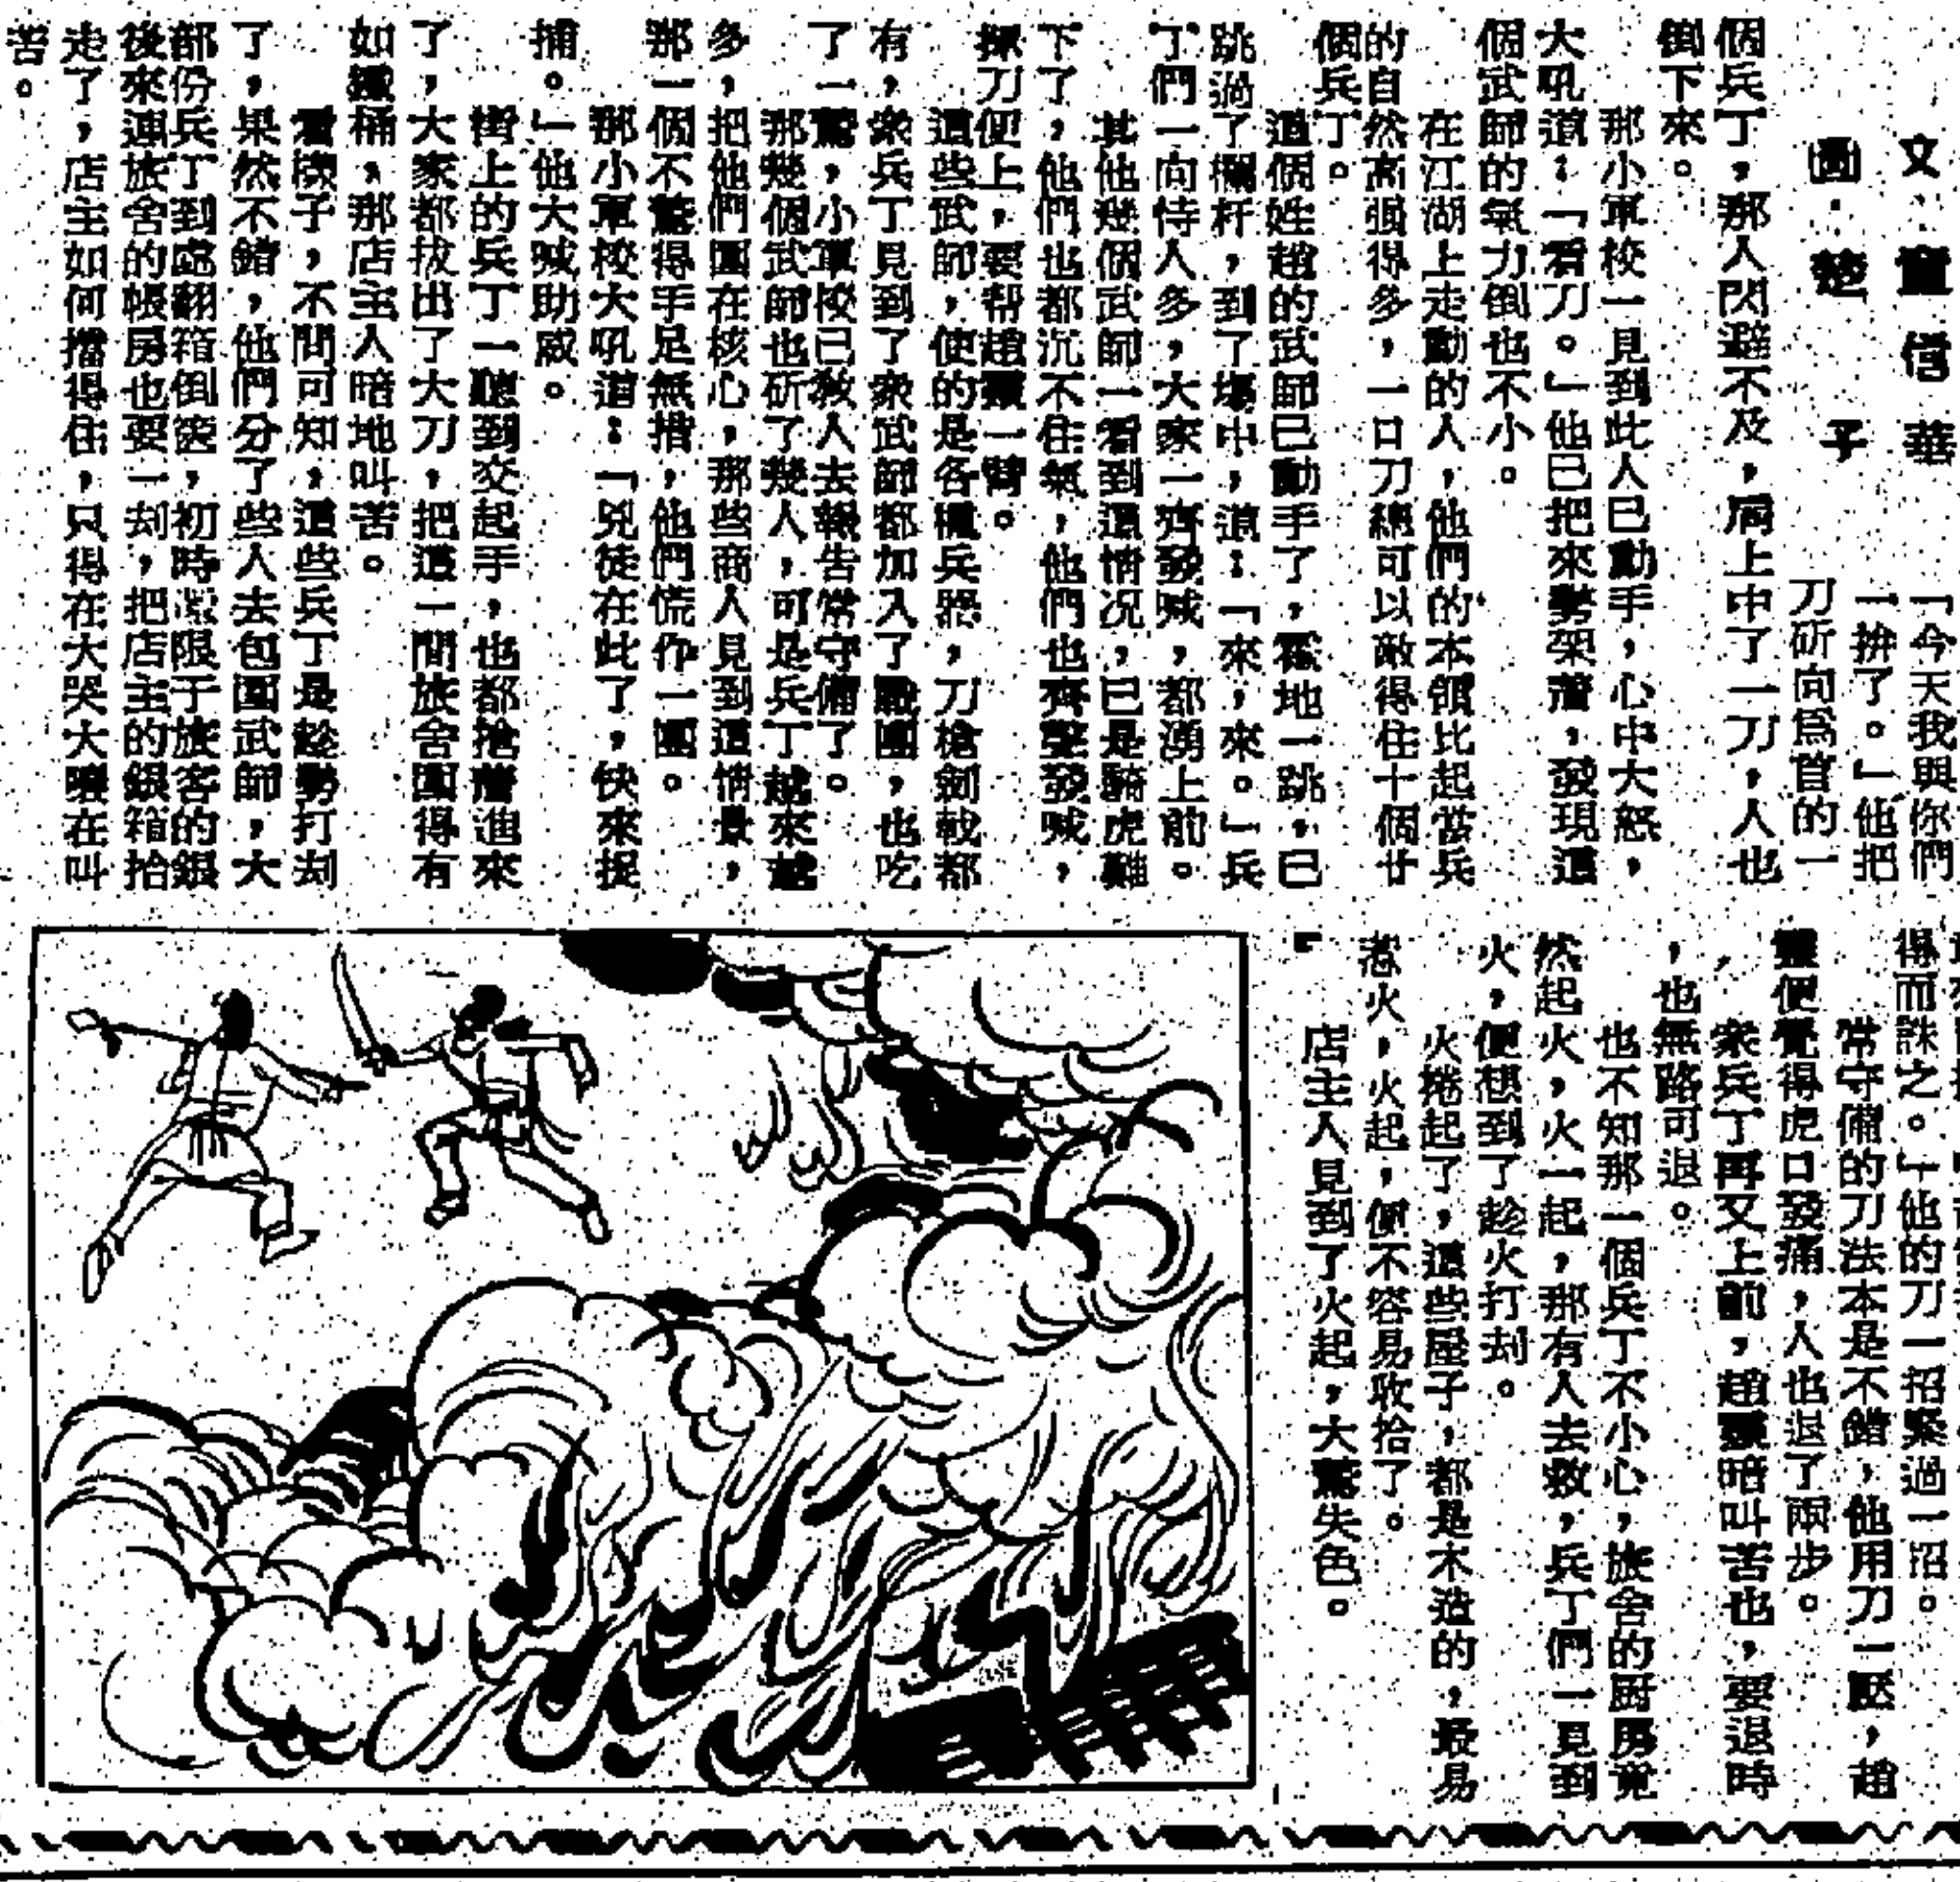 文：童信華
圖：楚子
「今天我與你們
一拚了。」他把
刀斫向爲首的一
個兵丁，那人閃避不及，肩上中了一刀，人也
倒下來。
那小軍校一見到此人已動手，心中大怒，
大吼道：「看刀。」他已把來勢架着，發現這
個武師的氣力倒也不小。
在江湖上走動的人，他們的本領比起當兵
的自然高强得多，一口刀總可以敵得住十個廿
個兵丁。
這個姓趙的武師已動手了，霍地一跳，已
跳過了欄杆，到了塲中，道：「來，來。」兵
丁們一向恃人多，大家一齊發喊，都湧上前。
其他幾個武師一看到這情况，已是騎虎難
下了，他們也都沉不住氣，他們也齊聲發喊，
揮刀便上，要帮趙一臂。
這些武師，使的是各種兵器，刀槍劍戟都
有，衆兵丁見到了衆武師都加入了戰團，也吃
了一驚，小軍校已教人去報告常守備了。
那幾個武師也斫了幾人，可是兵丁越來越
多，把他們圍在核心，那些商人見到這情景，
那一個不驚得手足無措，他們慌作一團。
那小軍校大吼道：「兇徒在此了，快來捉
捕。」他大喊助威。
街上的兵丁一聽到交起手，也都搶着進來
了，大家都拔出了大刀，把這一間旅舍圍得有
如鐵桶，那店主人暗地叫苦。
看樣子，不問可知，這些兵丁是趁勢打刦
了，果然不錯，他們分了些人去包圍武師，大
部份兵丁到處翻箱倒篋，初時祗限于旅客的銀
後來連旅舍的帳房也要一刦，把店主的銀箱拾
走了，店主如何擋得住，只得在大哭大嚷在叫
苦。
得而誅之。」他的刀一招緊過一招。
常守備的刀法本是不錯，他用刀一壓，趙
便覺得虎口發痛，人也退了兩步。
衆兵丁再又上前，趙暗叫苦也，要退時
，也無路可退。
也不知那一個兵丁不小心，旅舍的厨房竟
然起火，火一起，那有人去救，兵丁們一見到
火，便想到了趁火打刦。
火捲起了，這些屋子，都是木造的，最易
惹火，火起，便不容易收拾了。
店主人見到了火起，大驚失色。
「